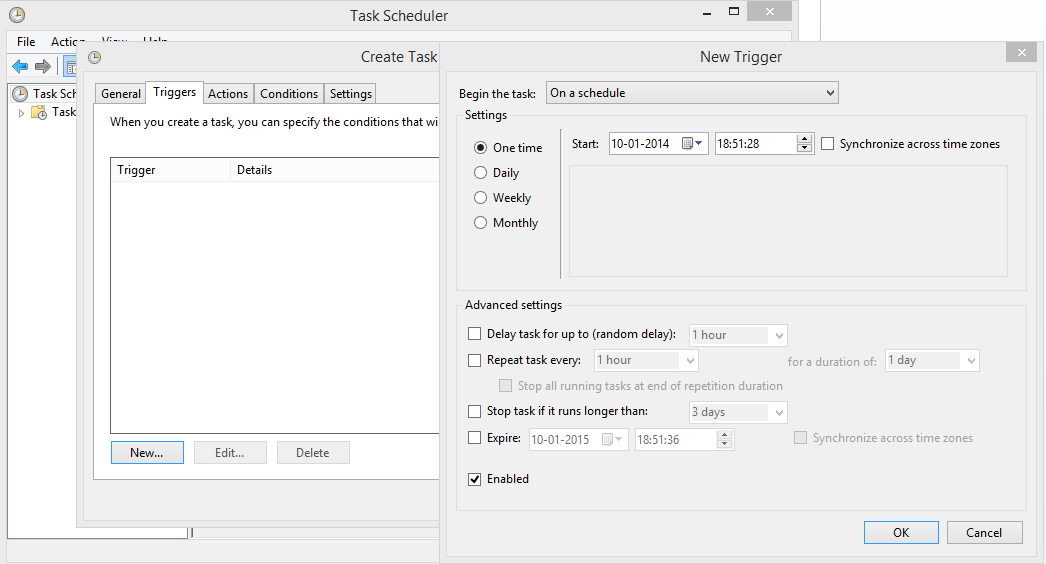 Task Scheduler
File Action View Help
Create Task
New Trigger
Task Sch
Task
General Triggers Actions Conditions Settings
When you create a task, you can specify the conditions that wi
Trigger Details
New... Edit... Delete
Begin the task: On a schedule
Settings
One time
Daily
Weekly
Monthly
Start: 10-01-2014 18:51:28 Synchronize across time zones
Advanced settings
Delay task for up to (random delay): 1 hour
Repeat task every: 1 hour for a duration of: 1 day
Stop all running tasks at end of repetition duration
Stop task if it runs longer than: 3 days
Expire: 10-01-2015 18:51:36 Synchronize across time zones
Enabled
OK Cancel